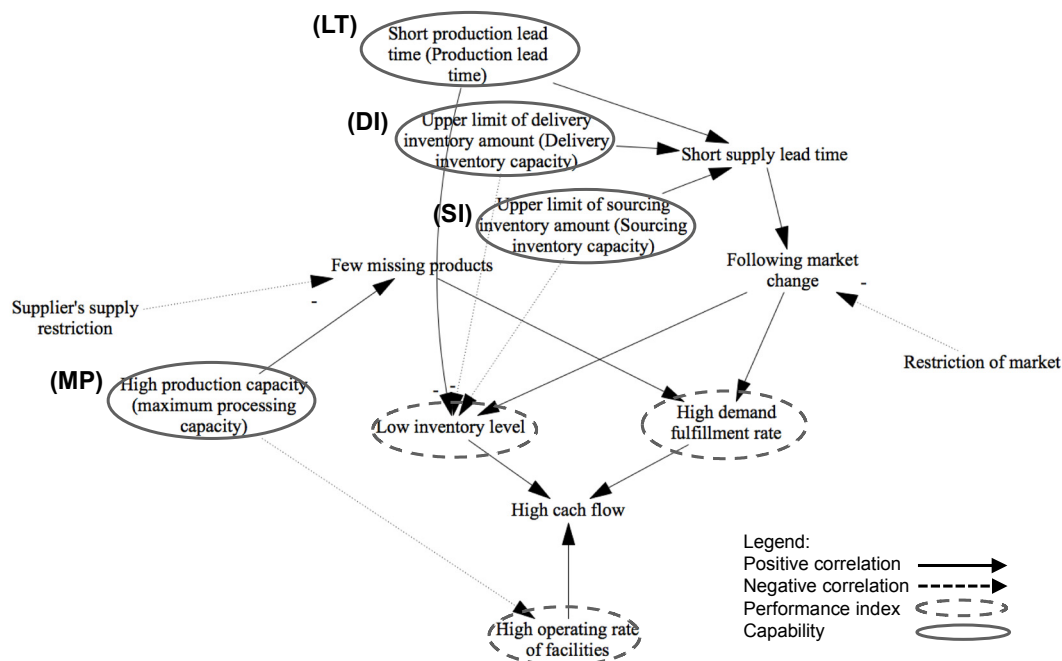 (LT)
Short production lead
time (Production lead
time)
(DI)
Upper limit of delivery
inventory amount (Delivery
inventory capacity)
Short supply lead time
(SI)
Upper limit of sourcing
inventory amount (Sourcing
inventory capacity)
Few missing products
Following market
change
-
-
Supplier's supply
restriction
Restriction of market
(MP)
High production capacity
(maximum processing
capacity)
- -
Low inventory level
High demand
fulfillment rate
High cach flow
High operating rate
of facilities
Legend:
Positive correlation
Negative correlation
Performance index
Capability